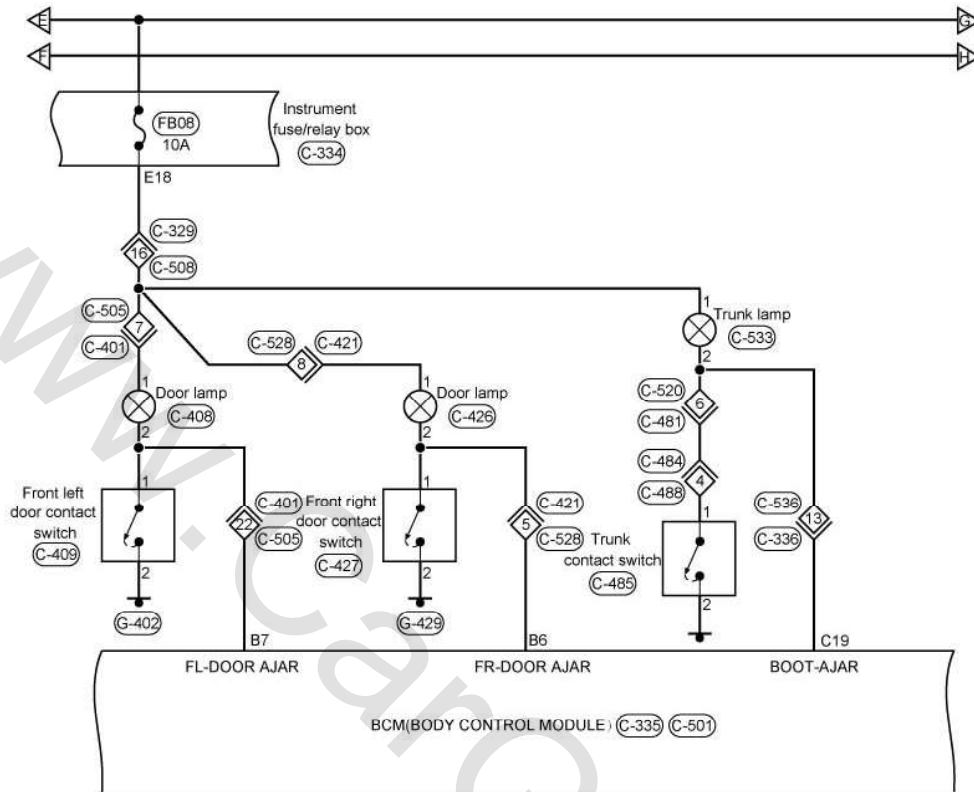 E
G
F
H
FB08
10A
Instrument
fuse/relay box
C-334
E18
C-329
16
C-508
C-505
7
C-401
C-528
8
C-421
1
Trunk lamp
C-533
2
1
Door lamp
C-408
2
1
Door lamp
C-426
2
C-520
6
C-481
C-484
4
C-488
Front left
door contact
switch
C-409
1
2
G-402
C-401
22
C-505
Front right
door contact
switch
C-427
1
2
G-429
C-421
5
C-528
Trunk
contact switch
C-485
1
2
C-536
13
C-336
B7
B6
C19
FL-DOOR AJAR
FR-DOOR AJAR
BOOT-AJAR
BCM(BODY CONTROL MODULE) C-335 C-501